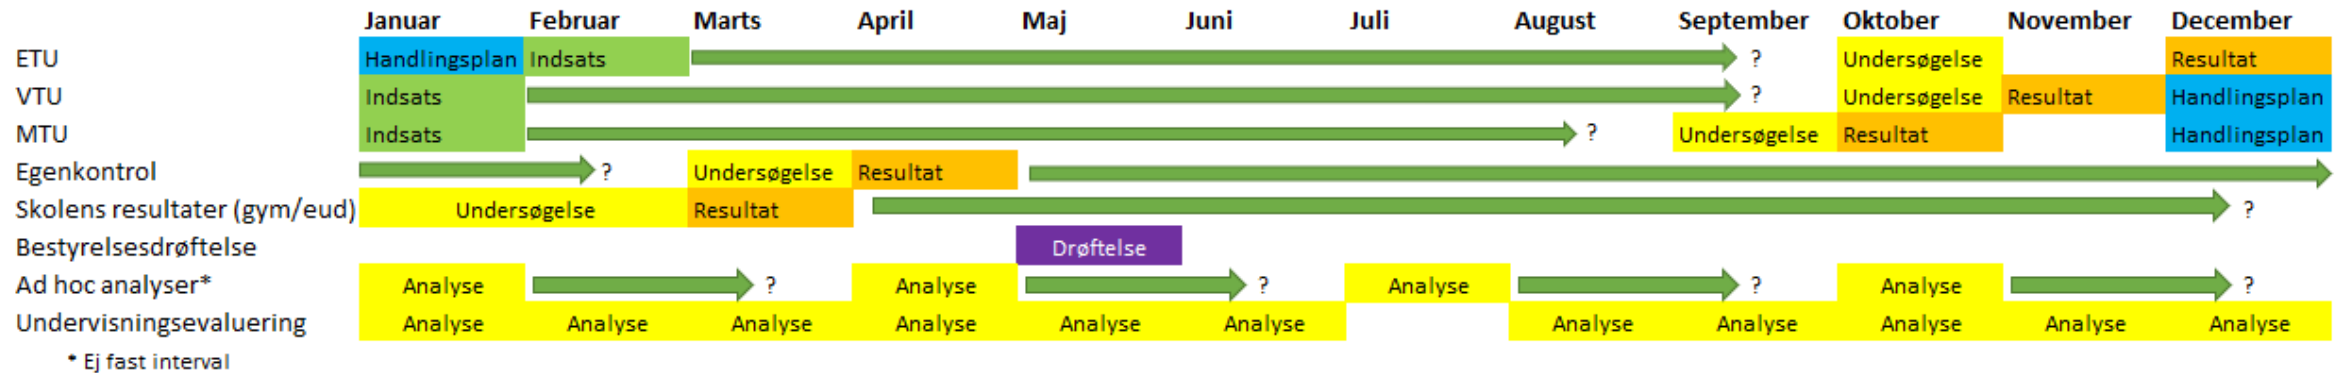 Januar Februar Marts April Maj Juni Juli August September Oktober November December
ETU Handlingsplan Indsats ? Undersøgelse Resultat
VTU Indsats ? Undersøgelse Resultat Handlingsplan
MTU Indsats ? Undersøgelse Resultat Handlingsplan
Egenkontrol ? Undersøgelse Resultat
Skolens resultater (gym/eud) Undersøgelse Resultat ?
Bestyrelsesdrøftelse Drøftelse
Ad hoc analyser* Analyse ? Analyse ? Analyse ? Analyse ?
Undervisningsevaluering Analyse Analyse Analyse Analyse Analyse Analyse Analyse Analyse Analyse Analyse Analyse
* Ej fast interval